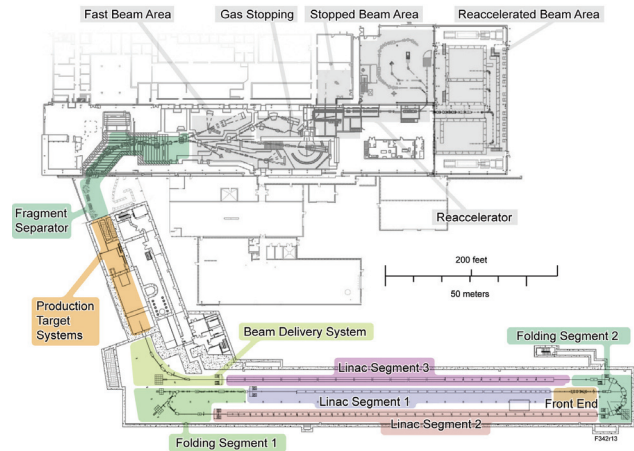 Fast Beam Area
Gas Stopping
Stopped Beam Area
Reaccelerated Beam Area
Fragment
Separator
Reaccelerator
200 feet
50 meters
Production
Target
Systems
Beam Delivery System
Folding Segment 2
Linac Segment 3
Linac Segment 1
Front End
Linac Segment 2
Folding Segment 1
F342r13